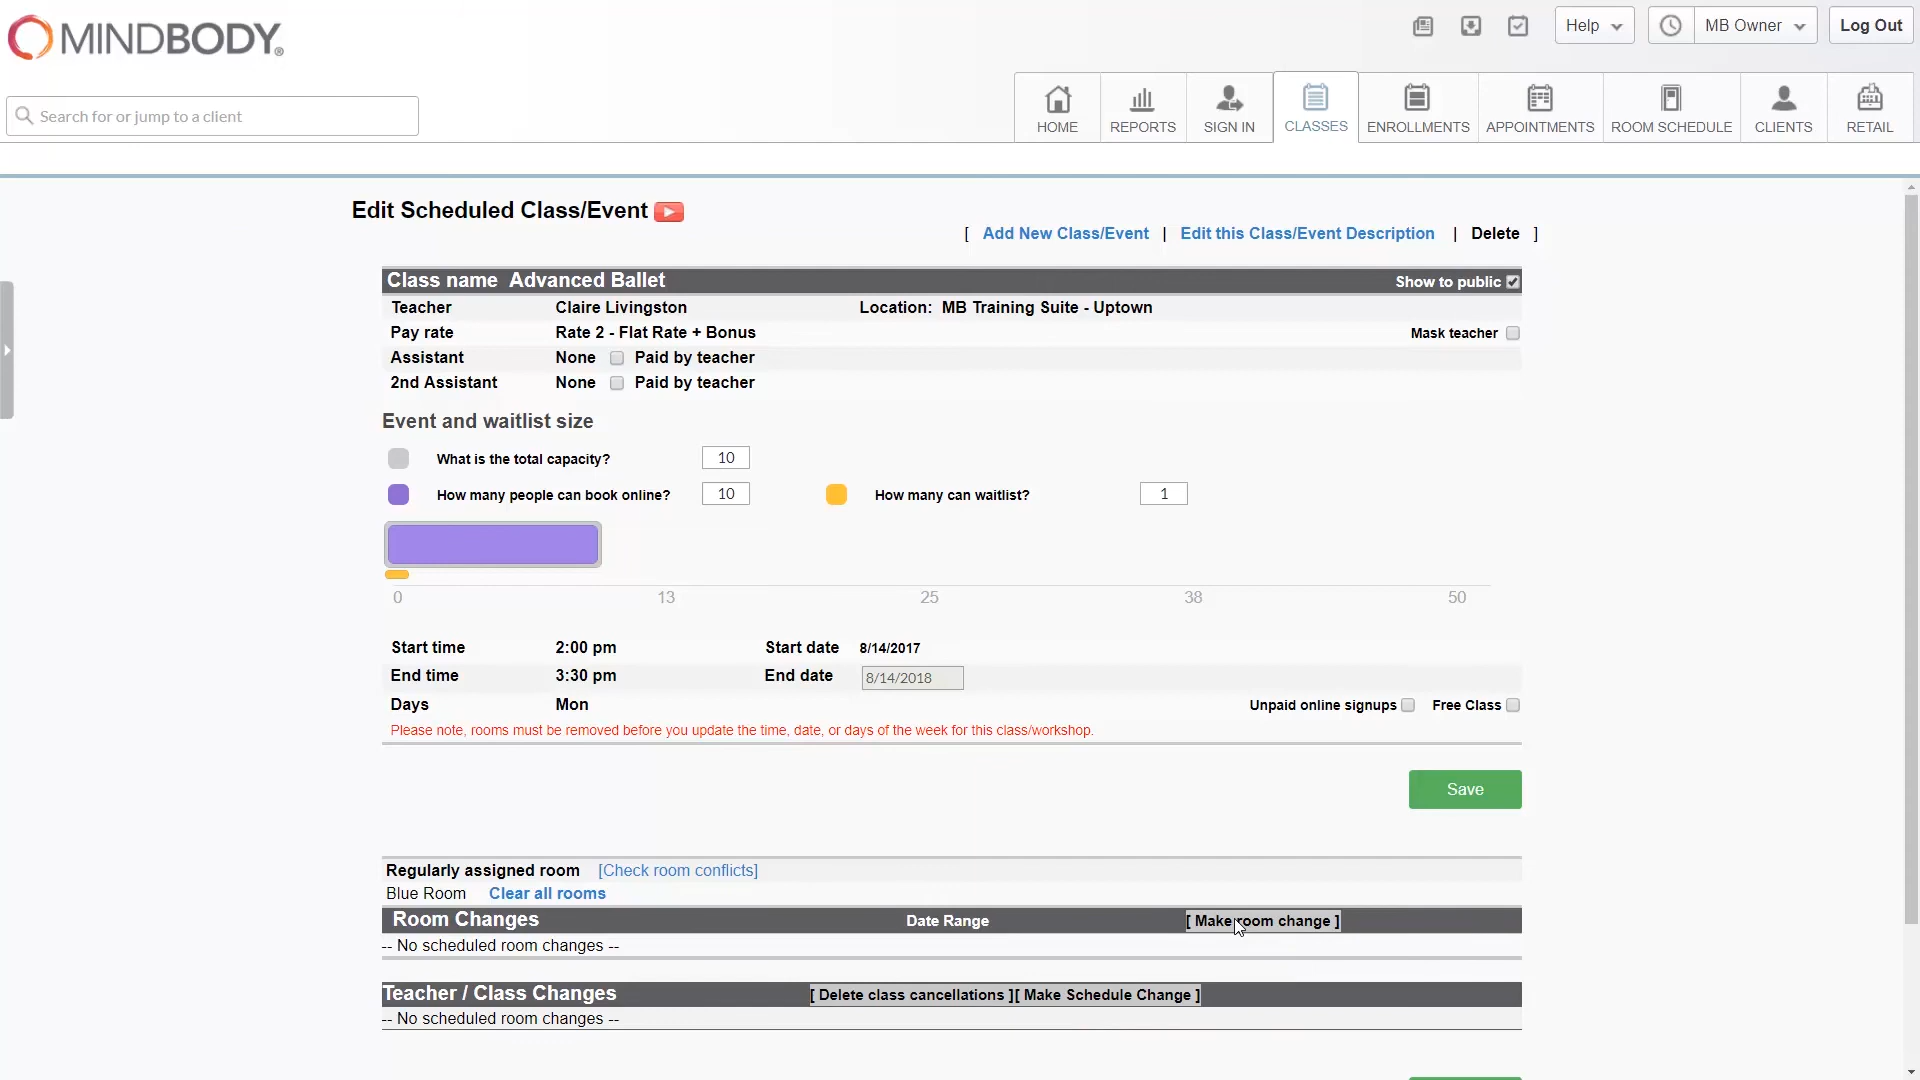 MINDBODY®
Help
MB Owner
Log Out
Search for or jump to a client
HOME
REPORTS
SIGN IN
CLASSES
ENROLLMENTS
APPOINTMENTS
ROOM SCHEDULE
CLIENTS
RETAIL
Edit Scheduled Class/Event
[ Add New Class/Event | Edit this Class/Event Description | Delete ]
Class name Advanced Ballet Show to public
Teacher Claire Livingston Location: MB Training Suite - Uptown
Pay rate Rate 2 - Flat Rate + Bonus Mask teacher
Assistant None Paid by teacher
2nd Assistant None Paid by teacher
Event and waitlist size
What is the total capacity? 10
How many people can book online? 10 How many can waitlist? 1
0 13 25 38 50
Start time 2:00 pm Start date 8/14/2017
End time 3:30 pm End date 8/14/2018
Days Mon Unpaid online signups Free Class
Please note, rooms must be removed before you update the time, date, or days of the week for this class/workshop.
Save
Regularly assigned room [Check room conflicts]
Blue Room Clear all rooms
Room Changes Date Range [ Make room change ]
-- No scheduled room changes --
Teacher / Class Changes [ Delete class cancellations ][ Make Schedule Change ]
-- No scheduled room changes --